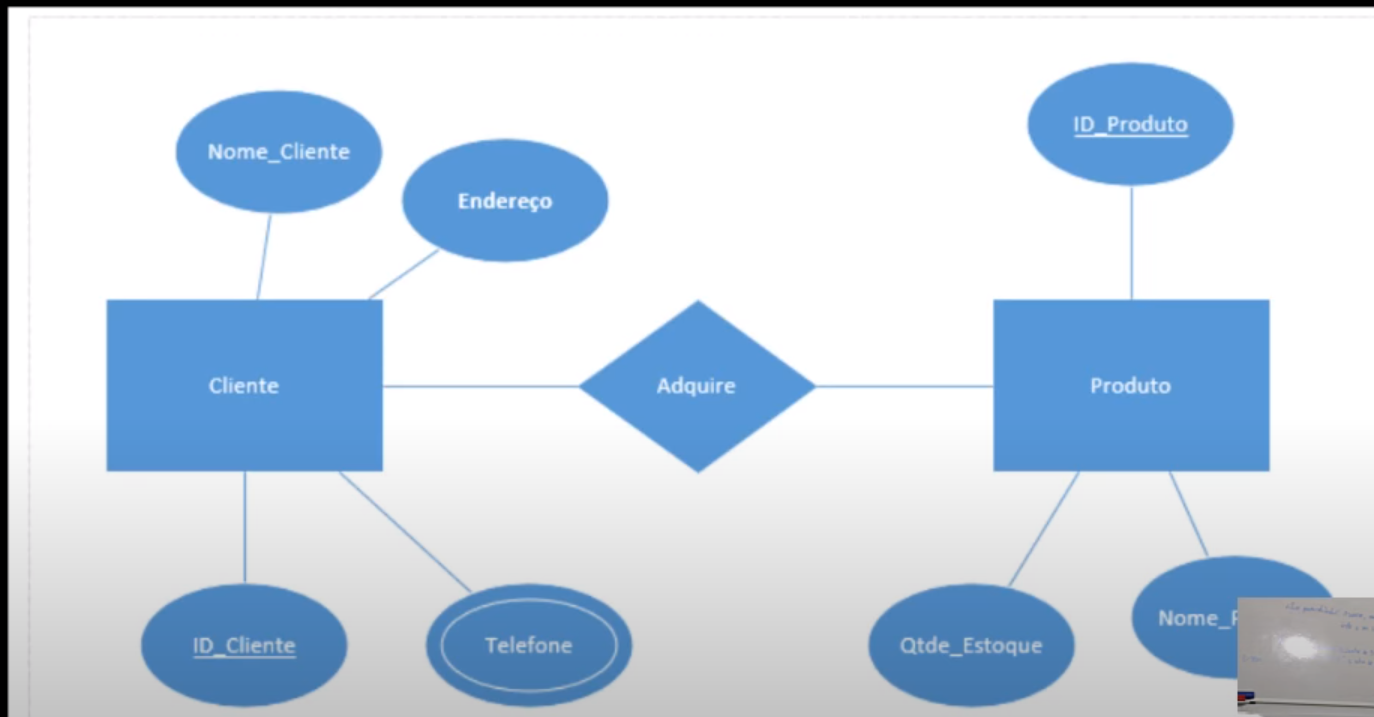 Nome_Cliente
Endereço
ID_Produto
Cliente
Adquire
Produto
ID_Cliente
Telefone
Qtde_Estoque